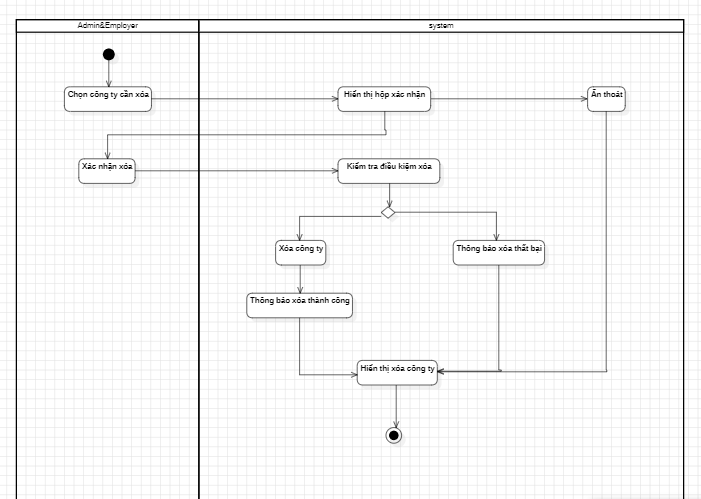 Admin&Employer
system
Chọn công ty cần xóa
Hiển thị hộp xác nhận
Ấn thoát
Xác nhận xóa
Kiểm tra điều kiệm xóa
Xóa công ty
Thông báo xóa thất bại
Thông báo xóa thành công
Hiển thị xóa công ty